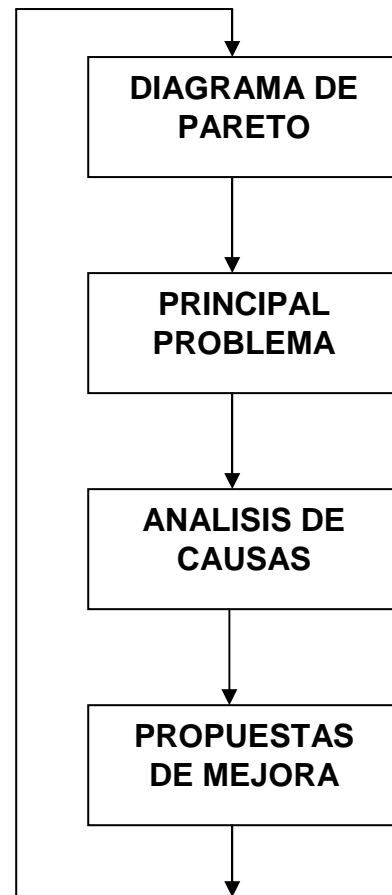 DIAGRAMA DE
PARETO
PRINCIPAL
PROBLEMA
ANALISIS DE
CAUSAS
PROPUESTAS
DE MEJORA